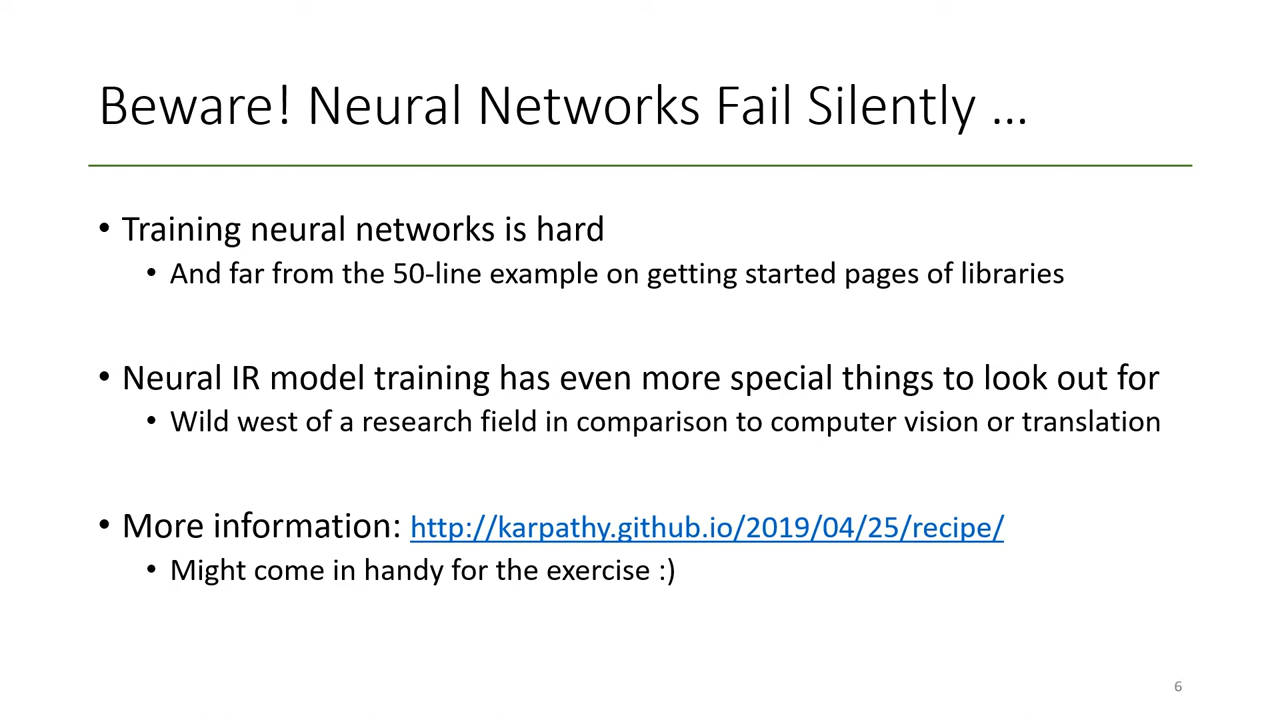 Beware! Neural Networks Fail Silently ...
• Training neural networks is hard
• And far from the 50-line example on getting started pages of libraries
• Neural IR model training has even more special things to look out for
• Wild west of a research field in comparison to computer vision or translation
• More information: http://karpathy.github.io/2019/04/25/recipe/
• Might come in handy for the exercise :)
6